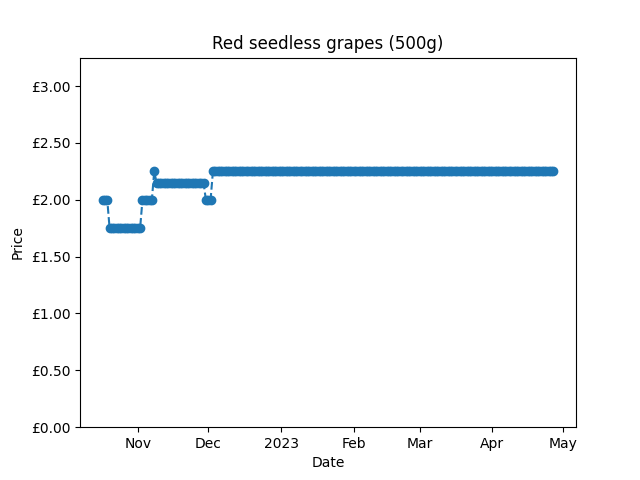 Red seedless grapes (500g)
£3.00
£2.50
£2.00
£1.50
£1.00
£0.50
£0.00
Price
Nov Dec 2023 Feb Mar Apr May
Date